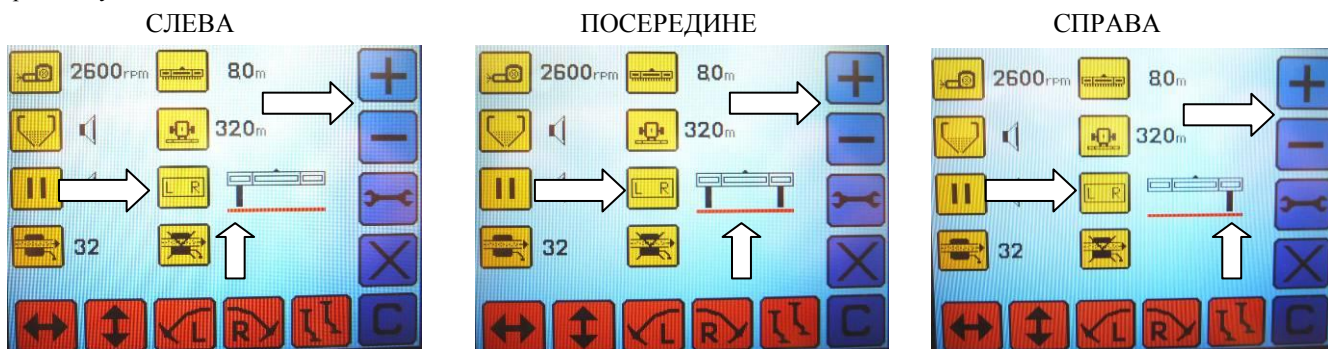 СЛЕВА
ПОСЕРЕДИНЕ
СПРАВА
2600rpm 8,0m
320m
L R
32
L R C
2600rpm 8,0m
320m
L R
32
L R C
2600rpm 8,0m
320m
L R
32
L R C